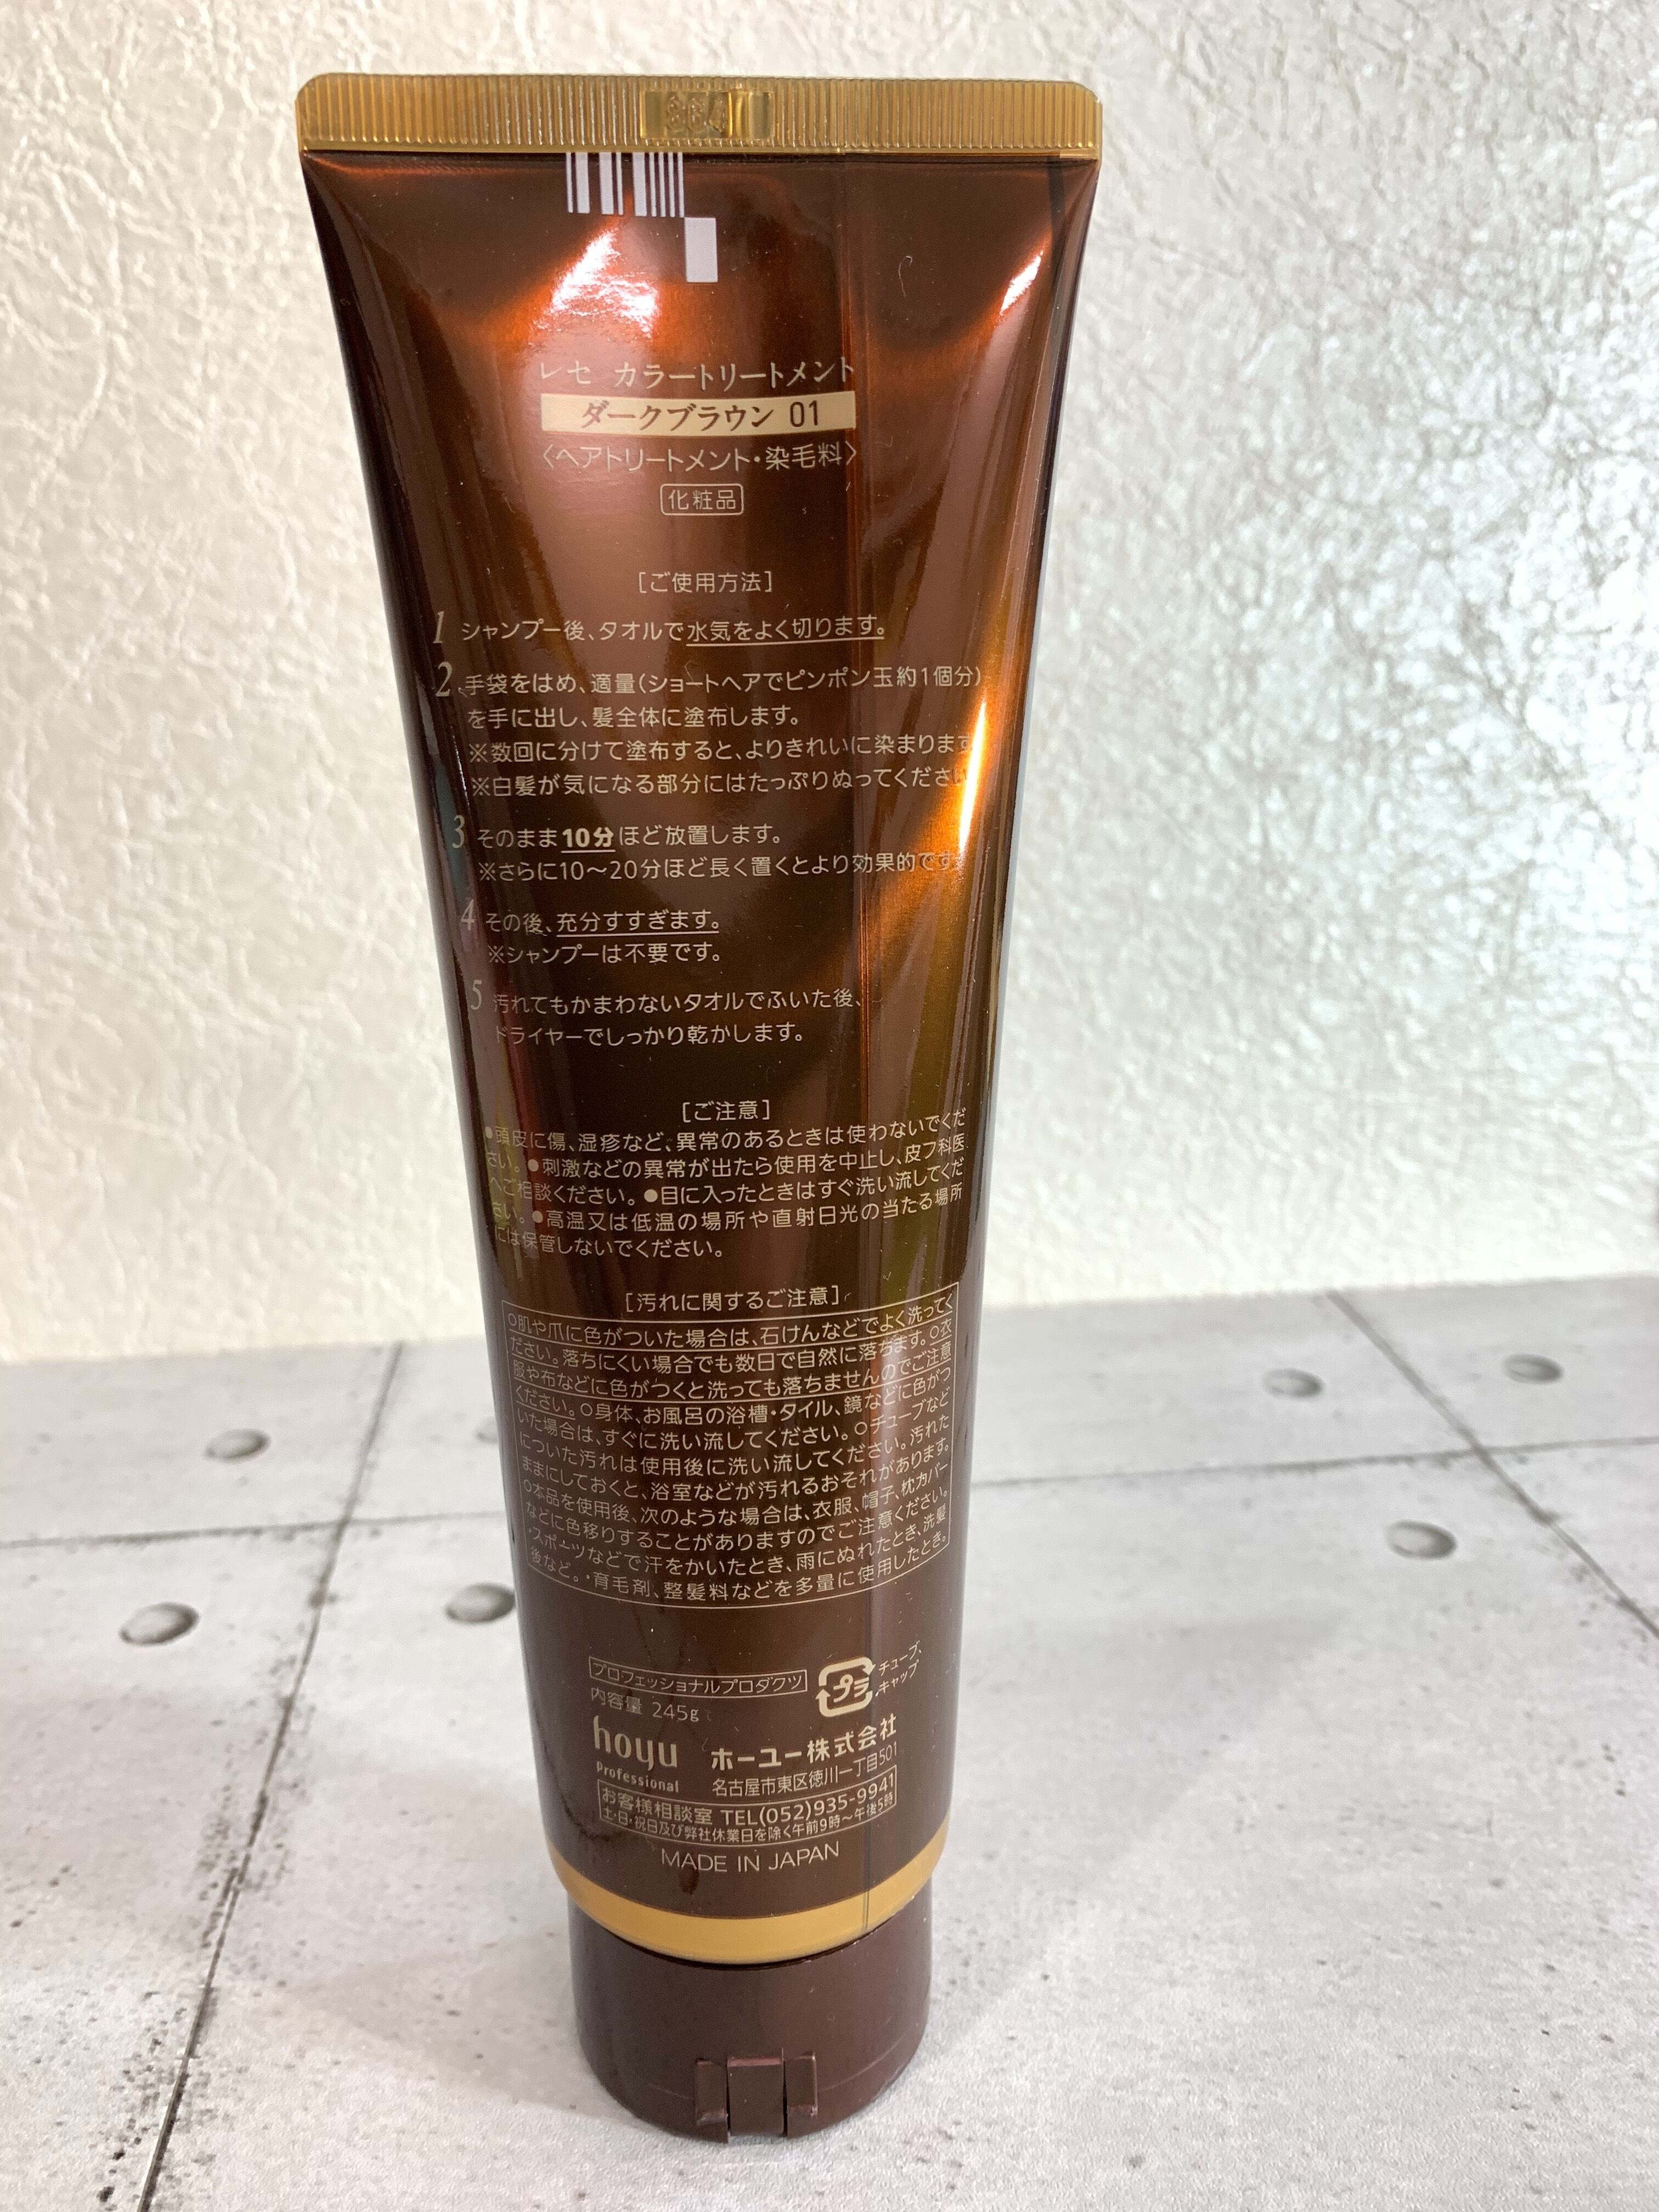 レセ カラートリートメント
ダークブラウン 01
〈ヘアトリートメント・染毛料〉
化粧品
[ご使用方法]
1 シャンプー後、タオルで水気をよく切ります。
2 手袋をはめ、適量(ショートヘアでピンポン玉約1個分)
を手に出し、髪全体に塗布します。
※数回に分けて塗布すると、よりきれいに染まります
※白髪が気になる部分にはたっぷりぬってください
3 そのまま10分ほど放置します。
※さらに10〜20分ほど長く置くとより効果的です。
4 その後、充分すすぎます。
※シャンプーは不要です。
5 汚れてもかまわないタオルでふいた後、
ドライヤーでしっかり乾かします。
[ご注意]
●頭皮に傷、湿疹など、異常のあるときは使わないでくだ
さい。●刺激などの異常が出たら使用を中止し、皮フ科医
へご相談ください。●目に入ったときはすぐ洗い流してくだ
さい。●高温又は低温の場所や直射日光の当たる場所
には保管しないでください。
[汚れに関するご注意]
○肌や爪に色がついた場合は、石けんなどでよく洗ってく
ださい。落ちにくい場合でも数日で自然に落ちます。○衣
服や布などに色がつくと洗っても落ちませんのでご注意
ください。○身体、お風呂の浴槽・タイル、鏡などに色がつ
いた場合は、すぐに洗い流してください。○チューブなど
についた汚れは使用後に洗い流してください。汚れた
ままにしておくと、浴室などが汚れるおそれがあります。
○本品を使用後、次のような場合は、衣服、帽子、枕カバー
などに色移りすることがありますのでご注意ください。
・スポーツなどで汗をかいたとき、雨にぬれたとき、洗髪
後など。・育毛剤、整髪料などを多量に使用したとき。
プロフェッショナルプロダクツ
プラ チューブ、
キャップ
内容量 245g
hoyu ホーユー株式会社
Professional 名古屋市東区徳川一丁目501
お客様相談室 TEL(052)935-9941
土・日・祝日及び弊社休業日を除く午前9時〜午後5時
MADE IN JAPAN